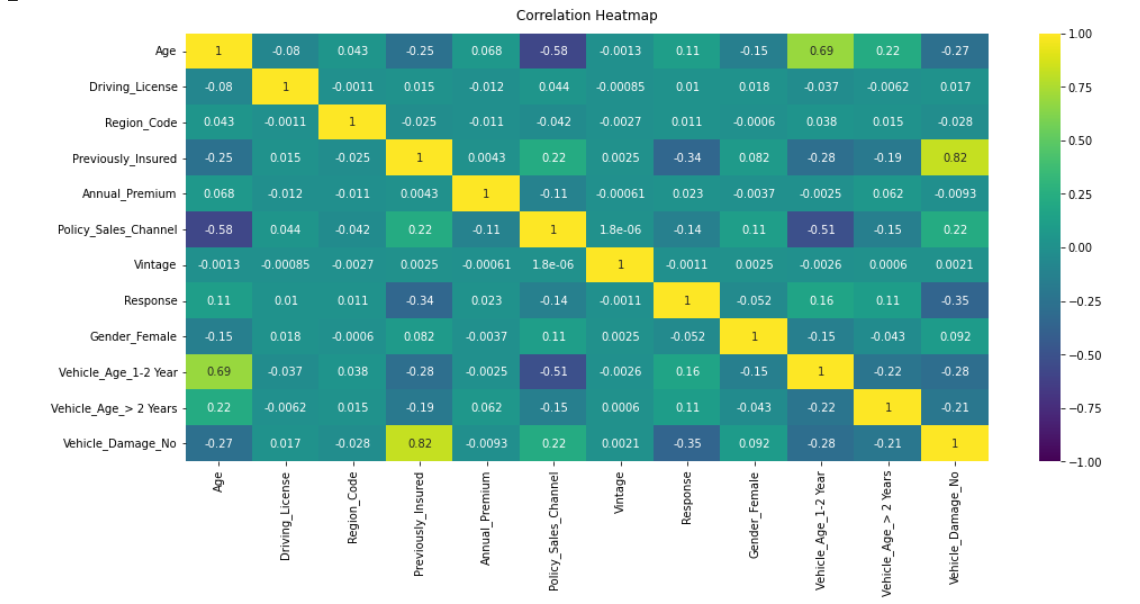 Correlation Heatmap
Age 1 -0.08 0.043 -0.25 0.068 -0.58 -0.0013 0.11 -0.15 0.69 0.22 -0.27
Driving_License -0.08 1 -0.0011 0.015 -0.012 0.044 -0.00085 0.01 0.018 -0.037 -0.0062 0.017
Region_Code 0.043 -0.0011 1 -0.025 -0.011 -0.042 -0.0027 0.011 -0.0006 0.038 0.015 -0.028
Previously_Insured -0.25 0.015 -0.025 1 0.0043 0.22 0.0025 -0.34 0.082 -0.28 -0.19 0.82
Annual_Premium 0.068 -0.012 -0.011 0.0043 1 -0.11 -0.00061 0.023 -0.0037 -0.0025 0.062 -0.0093
Policy_Sales_Channel -0.58 0.044 -0.042 0.22 -0.11 1 1.8e-06 -0.14 0.11 -0.51 -0.15 0.22
Vintage -0.0013 -0.00085 -0.0027 0.0025 -0.00061 1.8e-06 1 -0.0011 0.0025 -0.0026 0.0006 0.0021
Response 0.11 0.01 0.011 -0.34 0.023 -0.14 -0.0011 1 -0.052 0.16 0.11 -0.35
Gender_Female -0.15 0.018 -0.0006 0.082 -0.0037 0.11 0.0025 -0.052 1 -0.15 -0.043 0.092
Vehicle_Age_1-2 Year 0.69 -0.037 0.038 -0.28 -0.0025 -0.51 -0.0026 0.16 -0.15 1 -0.22 -0.28
Vehicle_Age_> 2 Years 0.22 -0.0062 0.015 -0.19 0.062 -0.15 0.0006 0.11 -0.043 -0.22 1 -0.21
Vehicle_Damage_No -0.27 0.017 -0.028 0.82 -0.0093 0.22 0.0021 -0.35 0.092 -0.28 -0.21 1
Age
Driving_License
Region_Code
Previously_Insured
Annual_Premium
Policy_Sales_Channel
Vintage
Response
Gender_Female
Vehicle_Age_1-2 Year
Vehicle_Age_> 2 Years
Vehicle_Damage_No
1.00
0.75
0.50
0.25
0.00
−0.25
−0.50
−0.75
−1.00